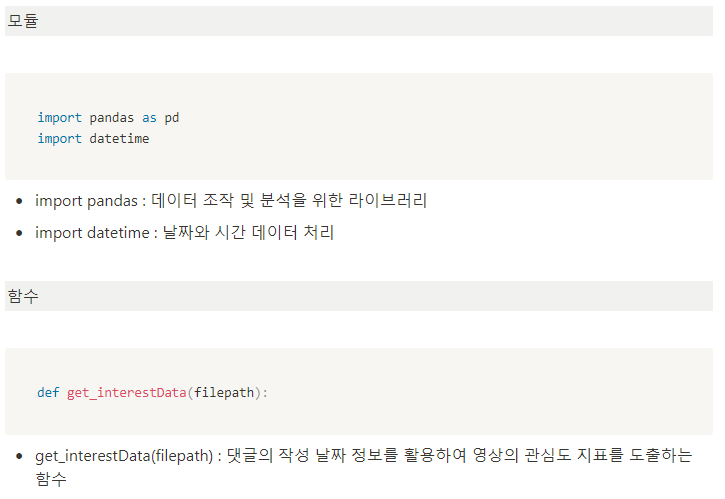 모듈
import pandas as pd
import datetime
import pandas : 데이터 조작 및 분석을 위한 라이브러리
import datetime : 날짜와 시간 데이터 처리
함수
def get_interestData(filepath):
get_interestData(filepath) : 댓글의 작성 날짜 정보를 활용하여 영상의 관심도 지표를 도출하는
함수